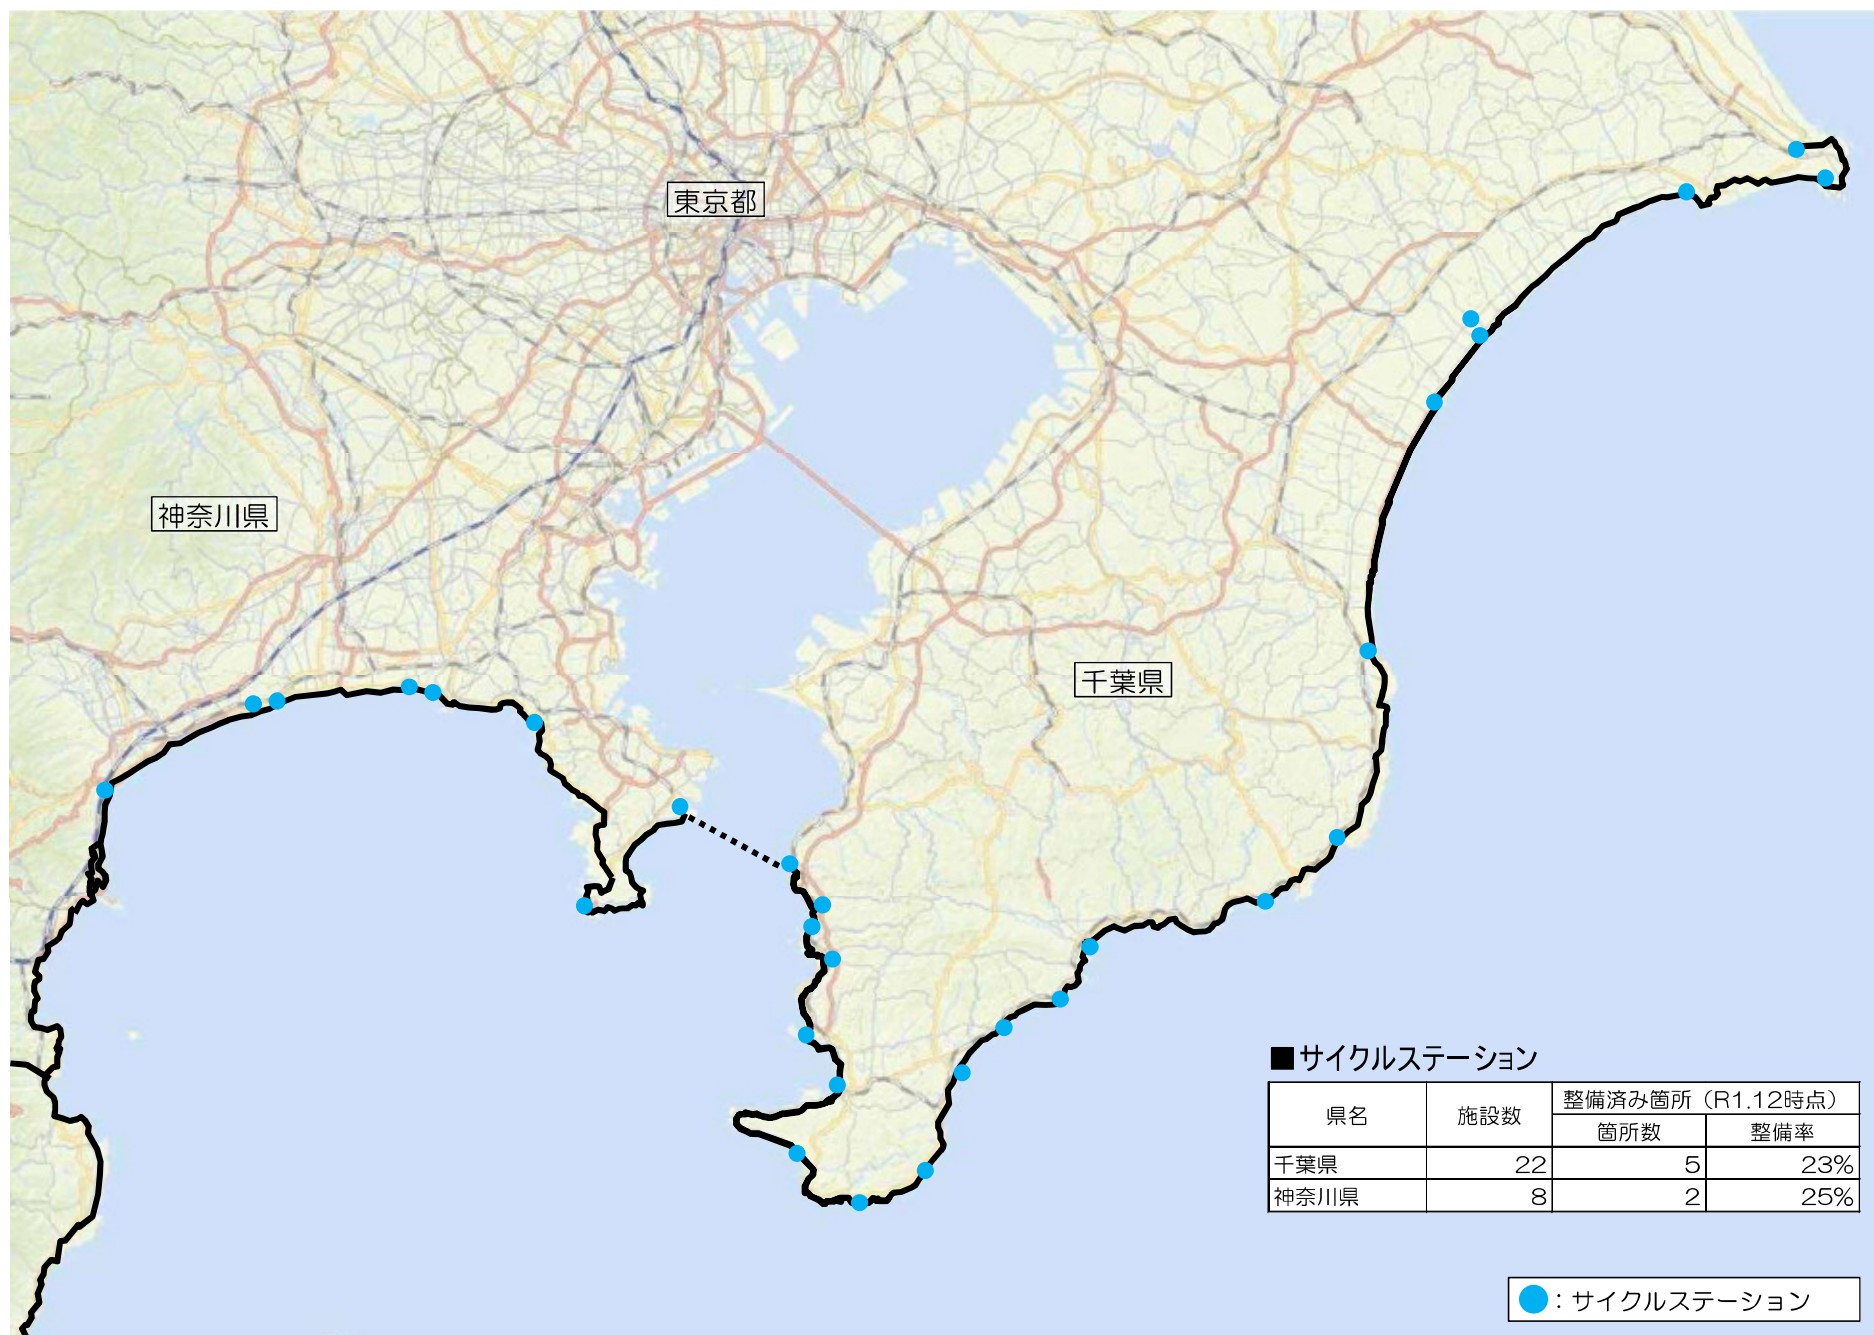 東京都
神奈川県
千葉県
■サイクルステーション
県名 施設数 整備済み箇所（R1.12時点）
箇所数 整備率
千葉県 22 5 23%
神奈川県 8 2 25%
：サイクルステーション